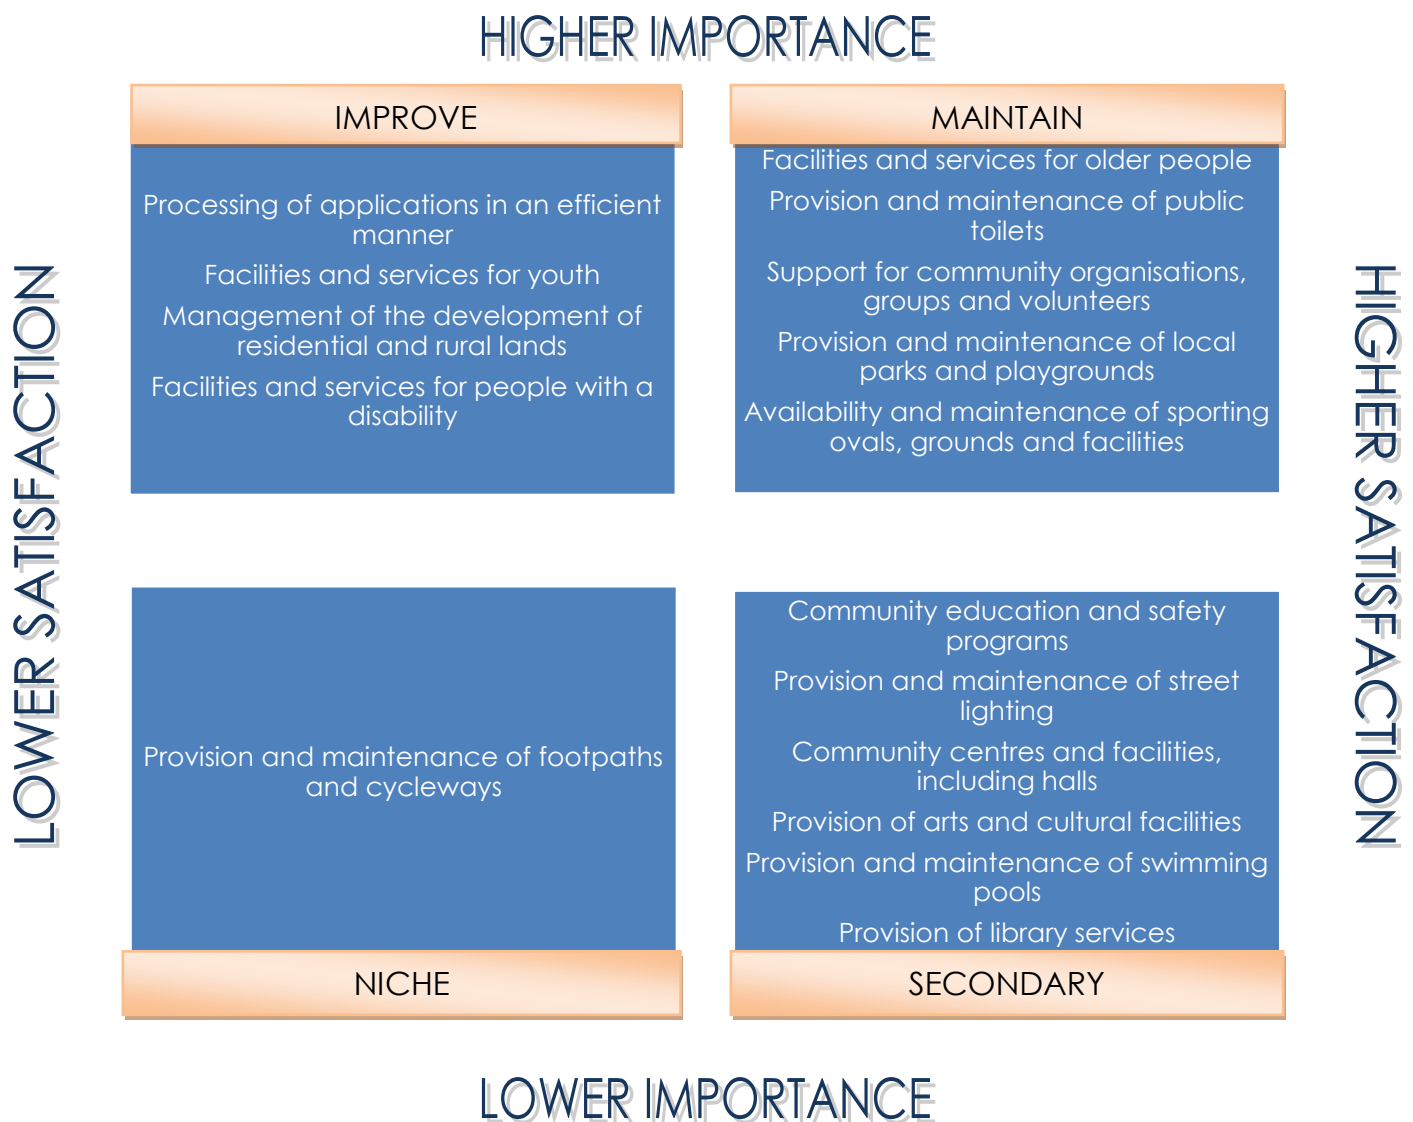 HIGHER IMPORTANCE
IMPROVE
Processing of applications in an efficient
manner
Facilities and services for youth
Management of the development of
residential and rural lands
Facilities and services for people with a
disability
MAINTAIN
Facilities and services for older people
Provision and maintenance of public
toilets
Support for community organisations,
groups and volunteers
Provision and maintenance of local
parks and playgrounds
Availability and maintenance of sporting
ovals, grounds and facilities
LOWER SATISFACTION
HIGHER SATISFACTION
Provision and maintenance of footpaths
and cycleways
NICHE
Community education and safety
programs
Provision and maintenance of street
lighting
Community centres and facilities,
including halls
Provision of arts and cultural facilities
Provision and maintenance of swimming
pools
Provision of library services
SECONDARY
LOWER IMPORTANCE